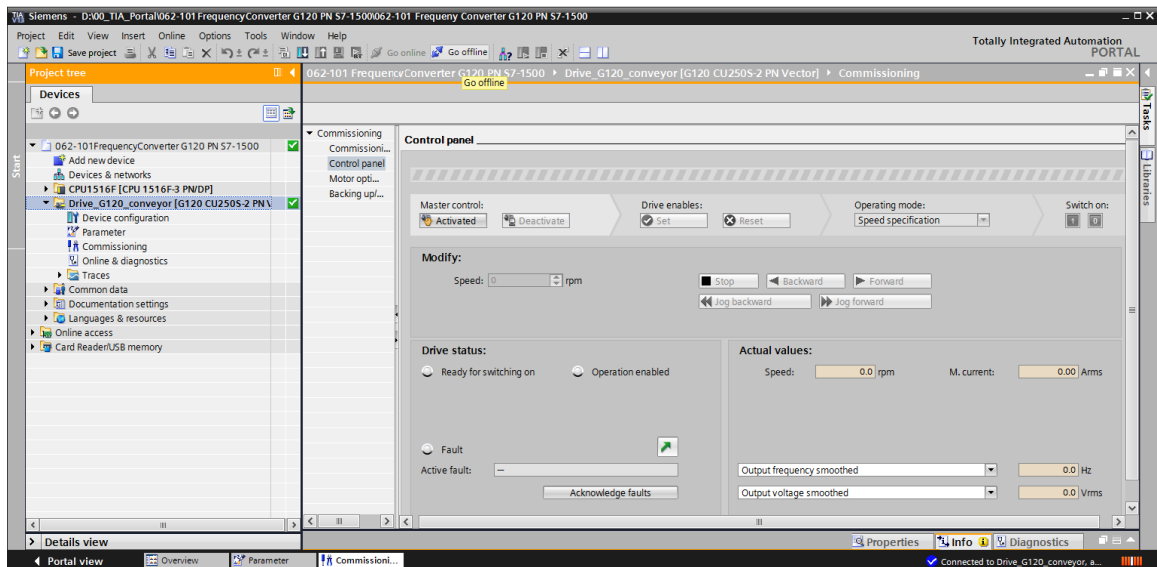 Siemens - D:\00_TIA_Portal\062-101 FrequencyConverter G120 PN S7-1500\062-101 Frequeny Converter G120 PN S7-1500
Project Edit View Insert Online Options Tools Window Help
Totally Integrated Automation
PORTAL
Save project Go online Go offline
Go offline
Project tree
062-101 FrequencyConverter G120 PN S7-1500 Drive_G120_conveyor [G120 CU250S-2 PN Vector] Commissioning
Devices
Start
062-101FrequencyConverter G120 PN S7-1500
Add new device
Devices & networks
CPU1516F [CPU 1516F-3 PN/DP]
Drive_G120_conveyor [G120 CU250S-2 PN V
Device configuration
Parameter
Commissioning
Online & diagnostics
Traces
Common data
Documentation settings
Languages & resources
Online access
Card Reader/USB memory
Commissioning
Commissioni...
Control panel
Motor opti...
Backing up/...
Control panel
Master control: Drive enables: Operating mode: Switch on:
Activated Deactivate Set Reset Speed specification 1 0
Modify:
Speed: 0 rpm Stop Backward Forward
Jog backward Jog forward
Drive status: Actual values:
Ready for switching on Operation enabled Speed: 0.0 rpm M. current: 0.00 Arms
Fault
Active fault: — Output frequency smoothed 0.0 Hz
Acknowledge faults Output voltage smoothed 0.0 Vrms
Tasks
Libraries
Details view
Properties Info Diagnostics
Portal view Overview Parameter Commissioni... Connected to Drive_G120_conveyor, a...